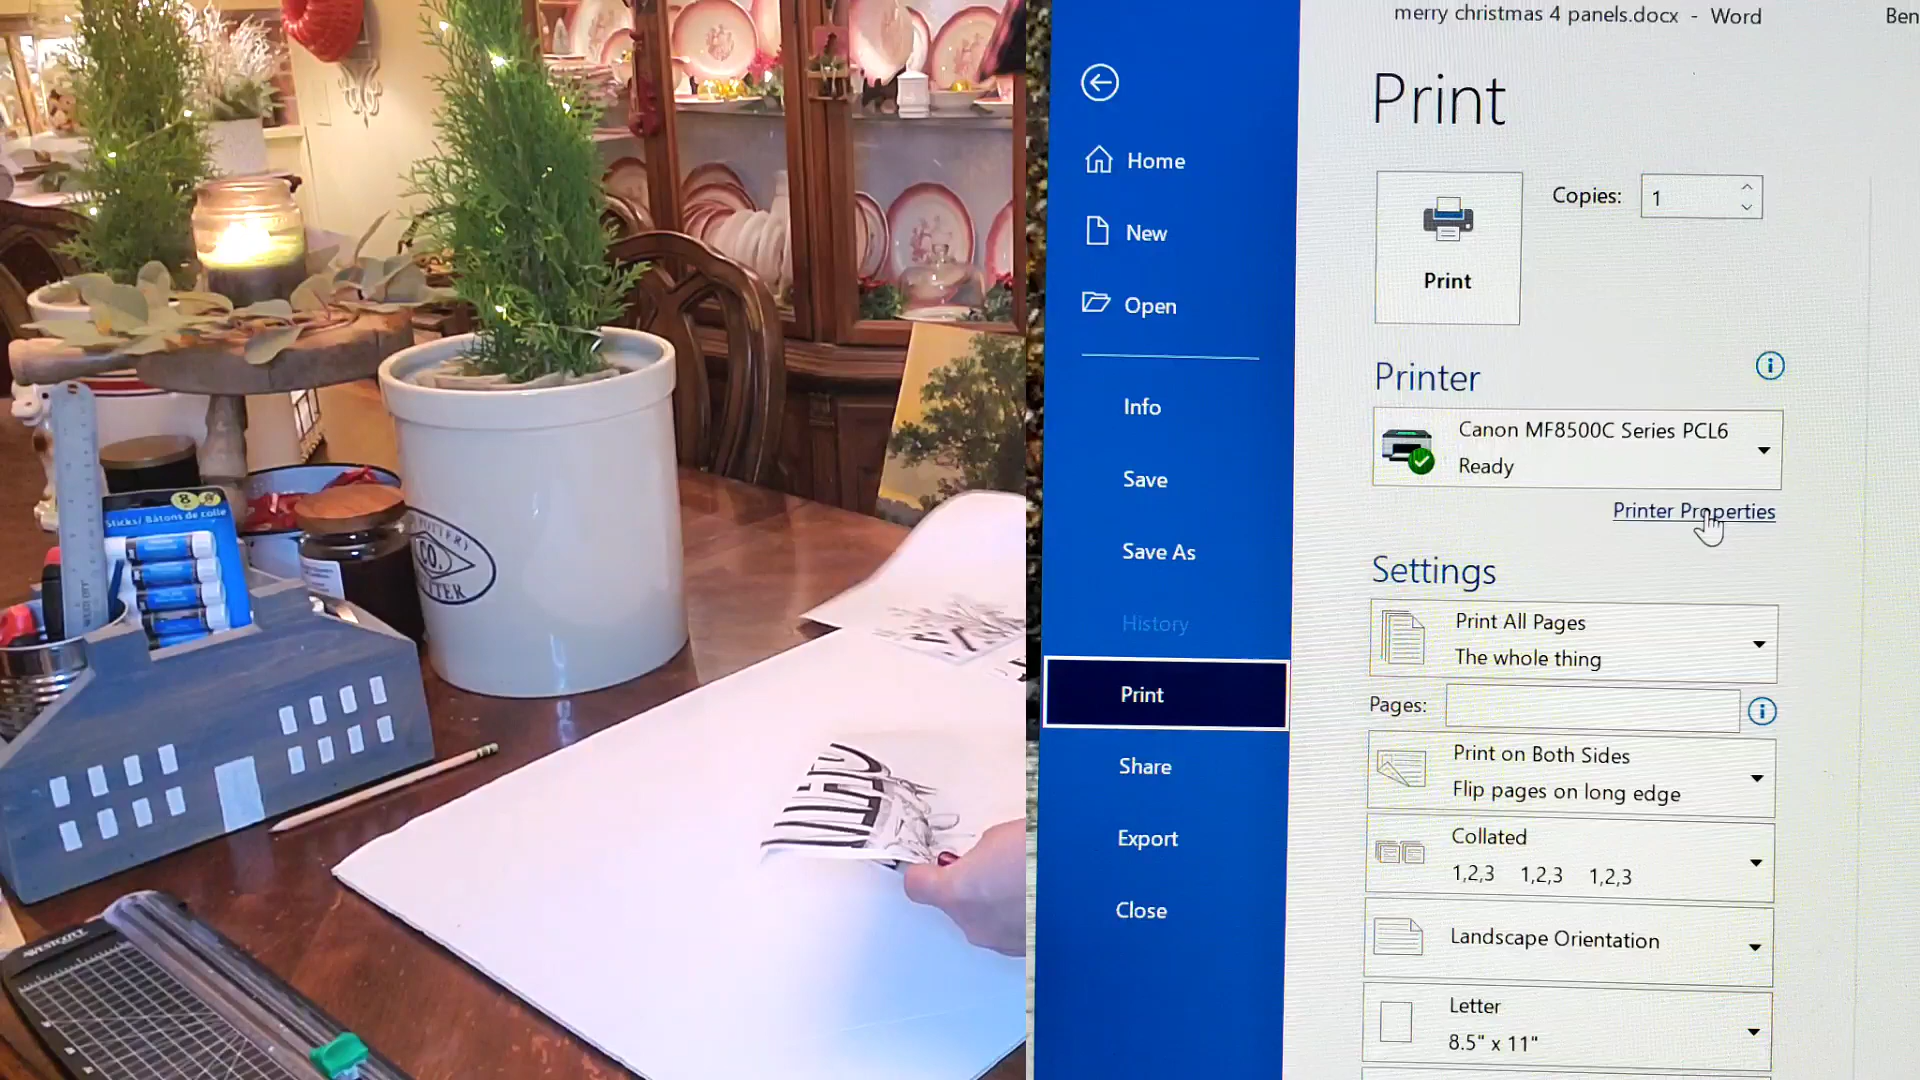 8
Sticks/ Bâtons de colle
POTTERY
CO.
WESTCOTT
merry christmas 4 panels.docx - Word
Ben
Print
Home
New
Open
Info
Save
Save As
History
Print
Share
Export
Close
Print
Copies: 1
Printer
Canon MF8500C Series PCL6
Ready
Printer Properties
Settings
Print All Pages
The whole thing
Pages:
Print on Both Sides
Flip pages on long edge
Collated
1,2,3 1,2,3 1,2,3
Landscape Orientation
Letter
8.5" x 11"